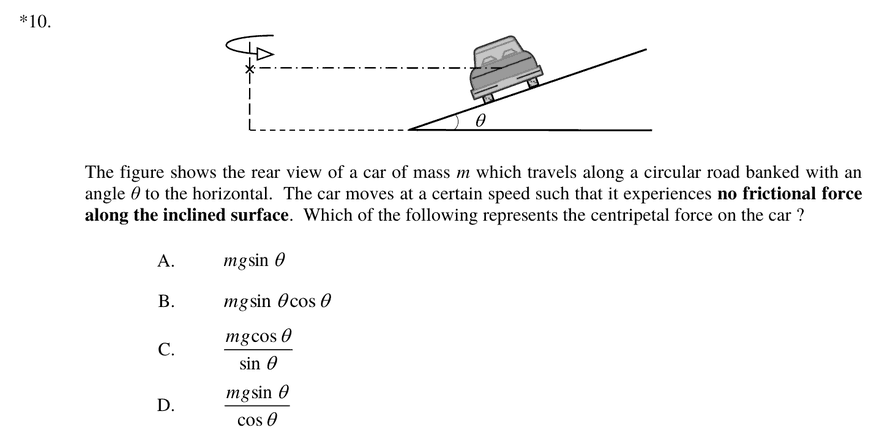 *10.
θ
The figure shows the rear view of a car of mass m which travels along a circular road banked with an
angle θ to the horizontal. The car moves at a certain speed such that it experiences no frictional force
along the inclined surface. Which of the following represents the centripetal force on the car ?
A. mg sin θ
B. mg sin θ cos θ
C. mg cos θ
sin θ
D. mg sin θ
cos θ